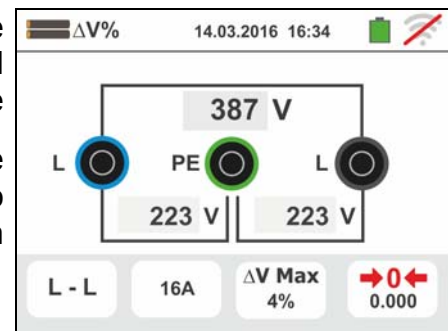 ΔV% 14.03.2016 16:34
387 V
L PE L
223 V 223 V
L - L 16A ΔV Max 4% ➔0← 0.000